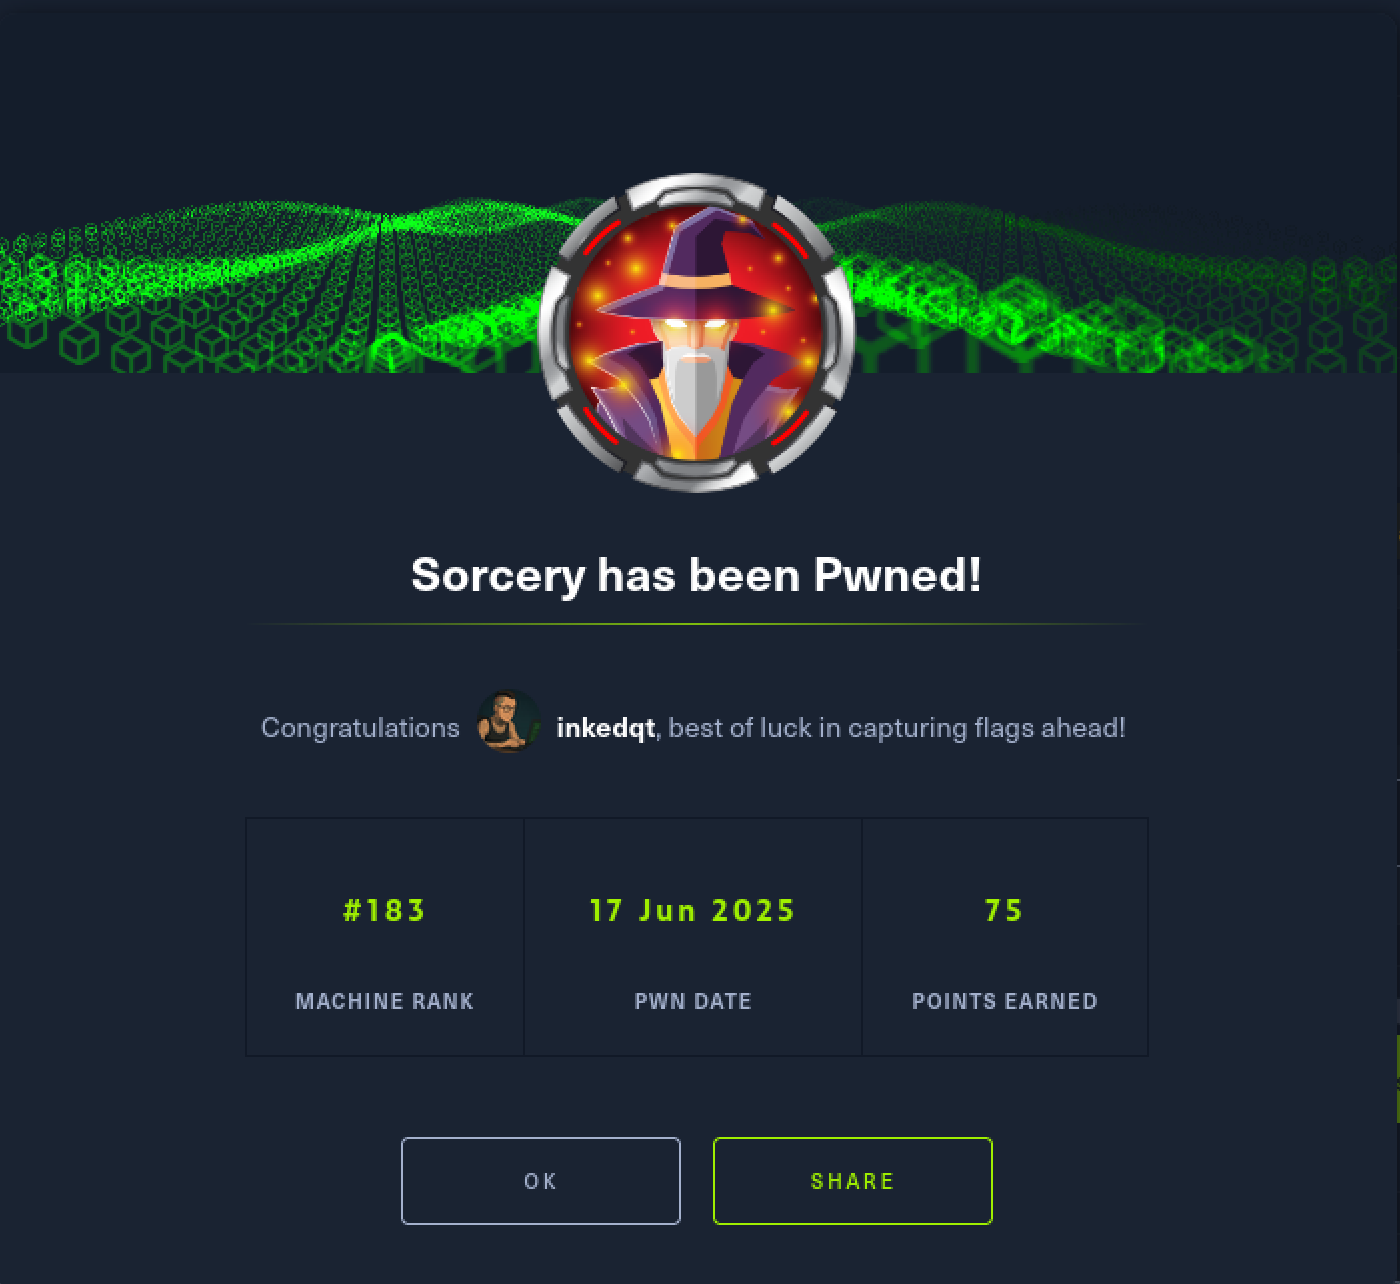 Sorcery has been Pwned!
Congratulations inkedqt, best of luck in capturing flags ahead!
#183 17 Jun 2025 75
MACHINE RANK PWN DATE POINTS EARNED
OK SHARE